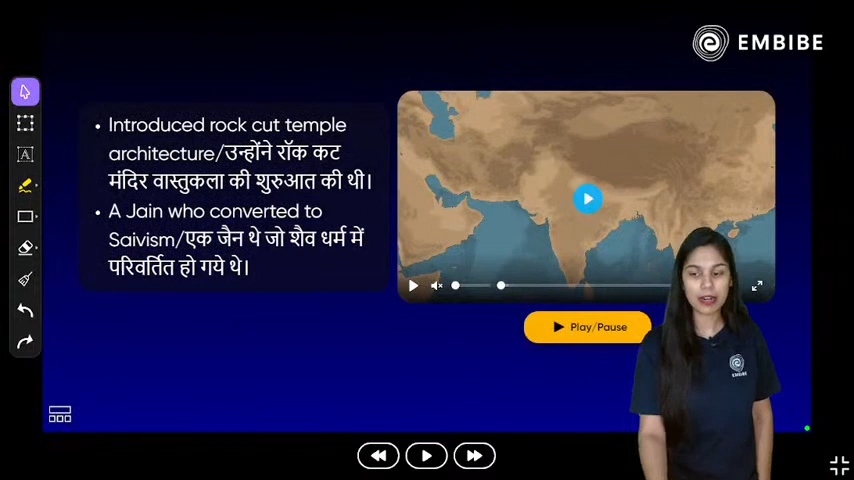 EMBIBE
• Introduced rock cut temple
architecture/उन्होंने रॉक कट
मंदिर वास्तुकला की शुरुआत की थी।
• A Jain who converted to
Saivism/एक जैन थे जो शैव धर्म में
परिवर्तित हो गये थे।
Play/Pause
EMBIBE
A